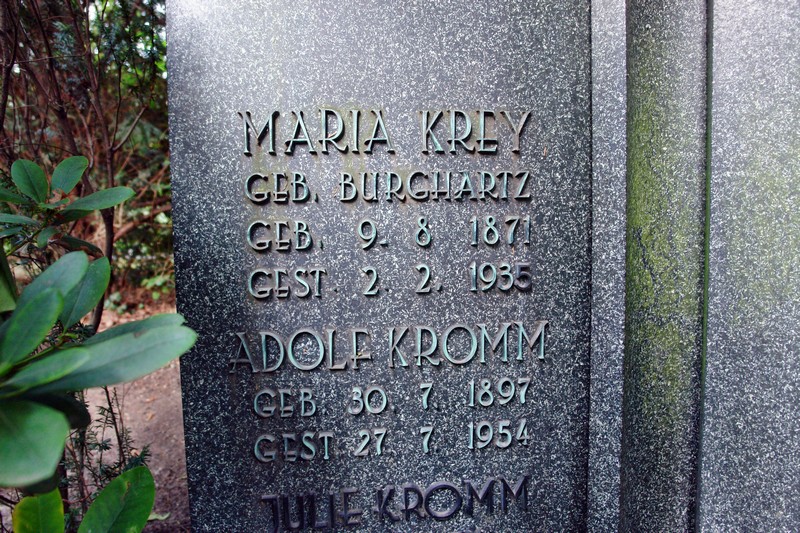 MARIA KREY
GEB. BURGHARTZ
GEB. 9. 8 1871
GEST. 2. 2. 1935
ADOLF KROMM
GEB. 30. 7. 1897
GEST. 27. 7. 1954
JULIE KROMM